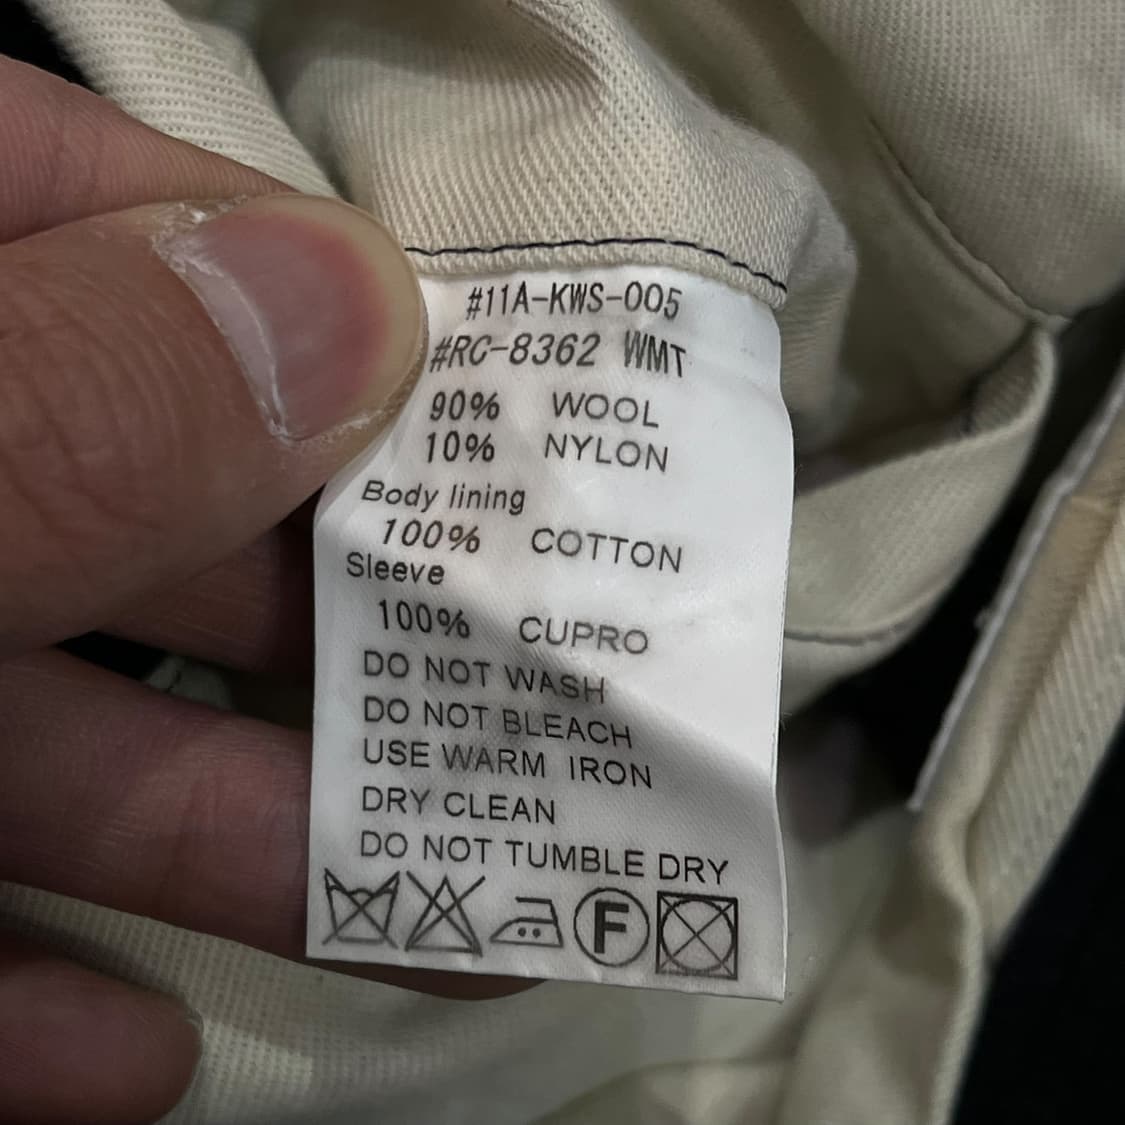 #11A-KWS-005
#RC-8362 WMT
90% WOOL
10% NYLON
Body lining
100% COTTON
Sleeve
100% CUPRO
DO NOT WASH
DO NOT BLEACH
USE WARM IRON
DRY CLEAN
DO NOT TUMBLE DRY
F